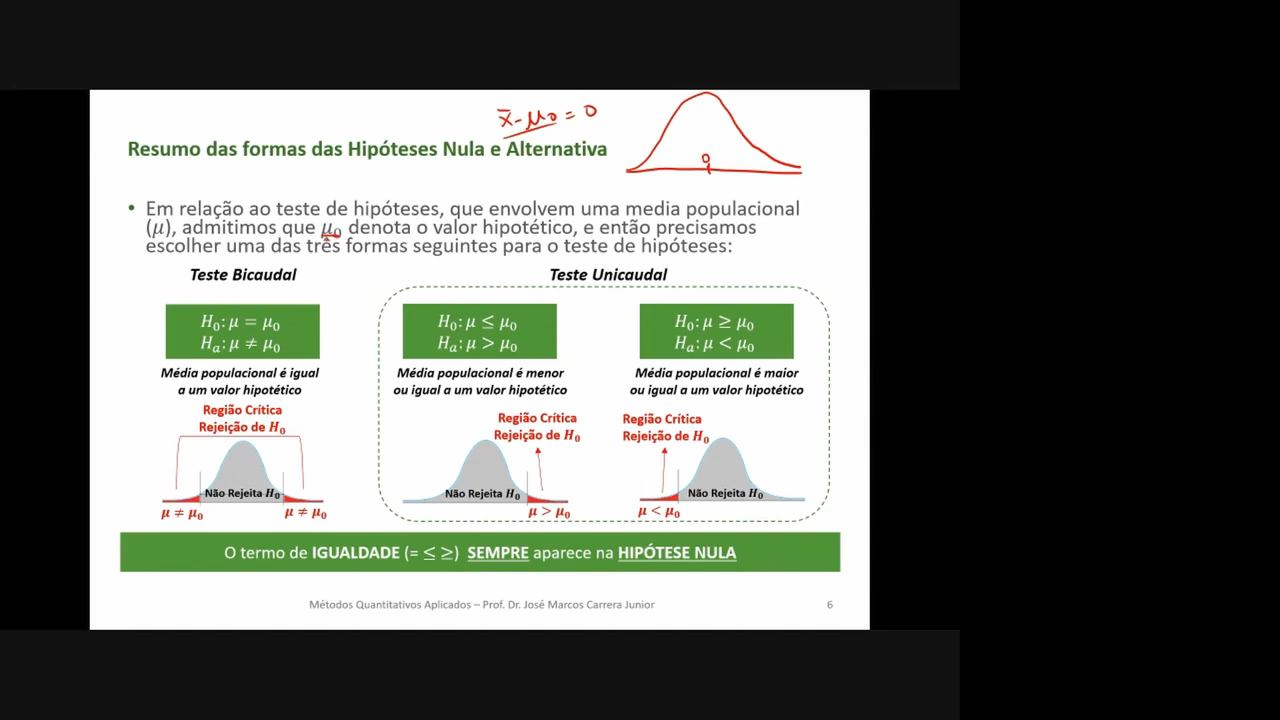 x̄ - μ₀ = 0
0
Resumo das formas das Hipóteses Nula e Alternativa
• Em relação ao teste de hipóteses, que envolvem uma media populacional
(μ), admitimos que μ₀ denota o valor hipotético, e então precisamos
escolher uma das três formas seguintes para o teste de hipóteses:
Teste Bicaudal
H₀: μ = μ₀
Hₐ: μ ≠ μ₀
Média populacional é igual
a um valor hipotético
Região Crítica
Rejeição de H₀
Não Rejeita H₀
μ ≠ μ₀
μ ≠ μ₀
Teste Unicaudal
H₀: μ ≤ μ₀
Hₐ: μ > μ₀
Média populacional é menor
ou igual a um valor hipotético
Região Crítica
Rejeição de H₀
Não Rejeita H₀
μ > μ₀
H₀: μ ≥ μ₀
Hₐ: μ < μ₀
Média populacional é maior
ou igual a um valor hipotético
Região Crítica
Rejeição de H₀
Não Rejeita H₀
μ < μ₀
O termo de IGUALDADE (= ≤ ≥) SEMPRE aparece na HIPÓTESE NULA
Métodos Quantitativos Aplicados – Prof. Dr. José Marcos Carrera Junior
6